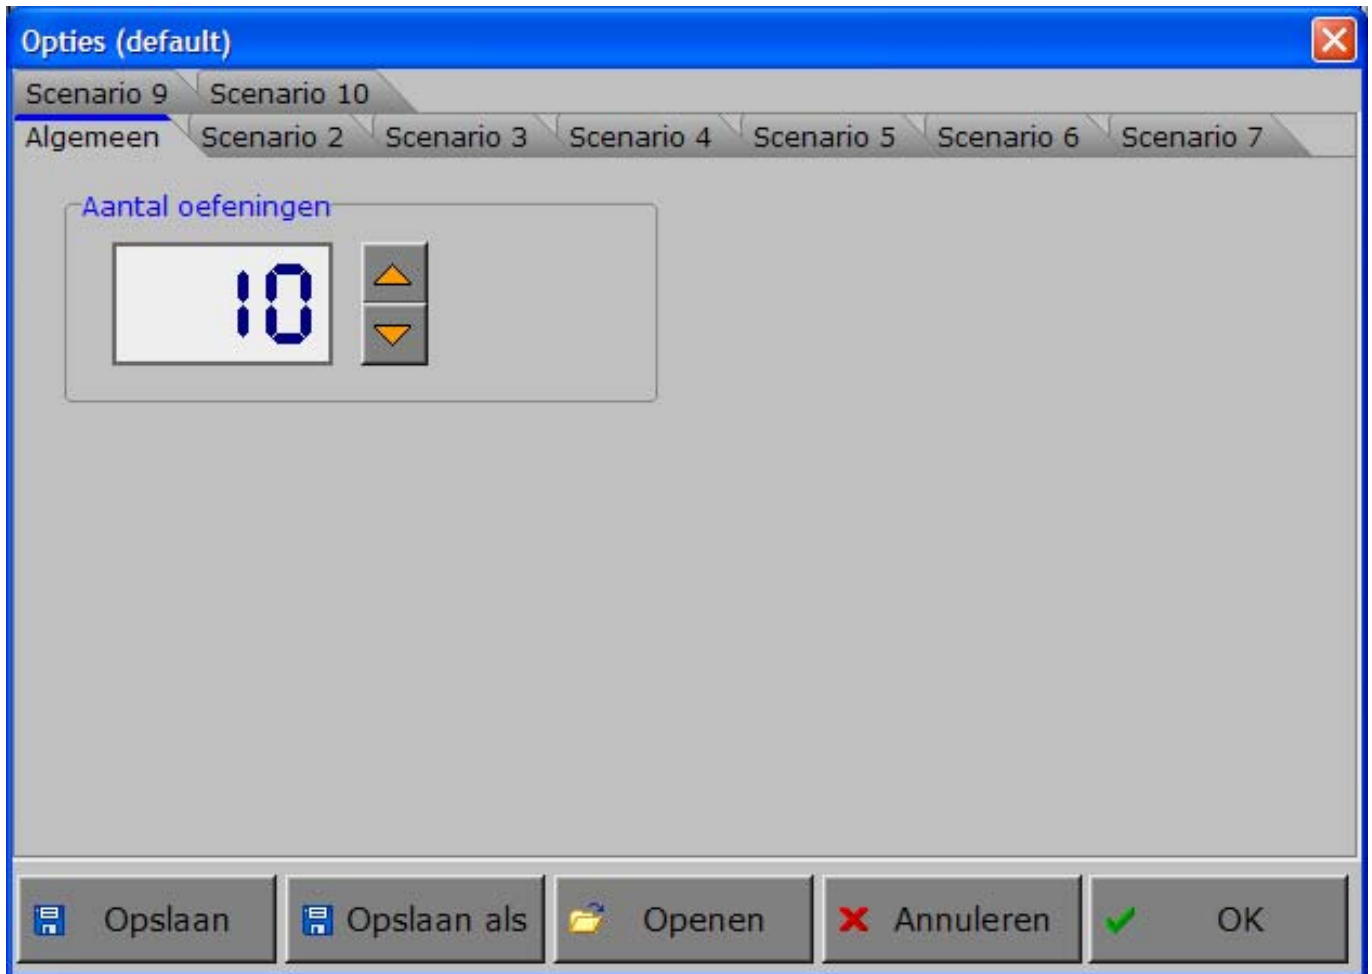 Opties (default)
Scenario 9 Scenario 10
Algemeen Scenario 2 Scenario 3 Scenario 4 Scenario 5 Scenario 6 Scenario 7
Aantal oefeningen
10
Opslaan Opslaan als Openen Annuleren OK